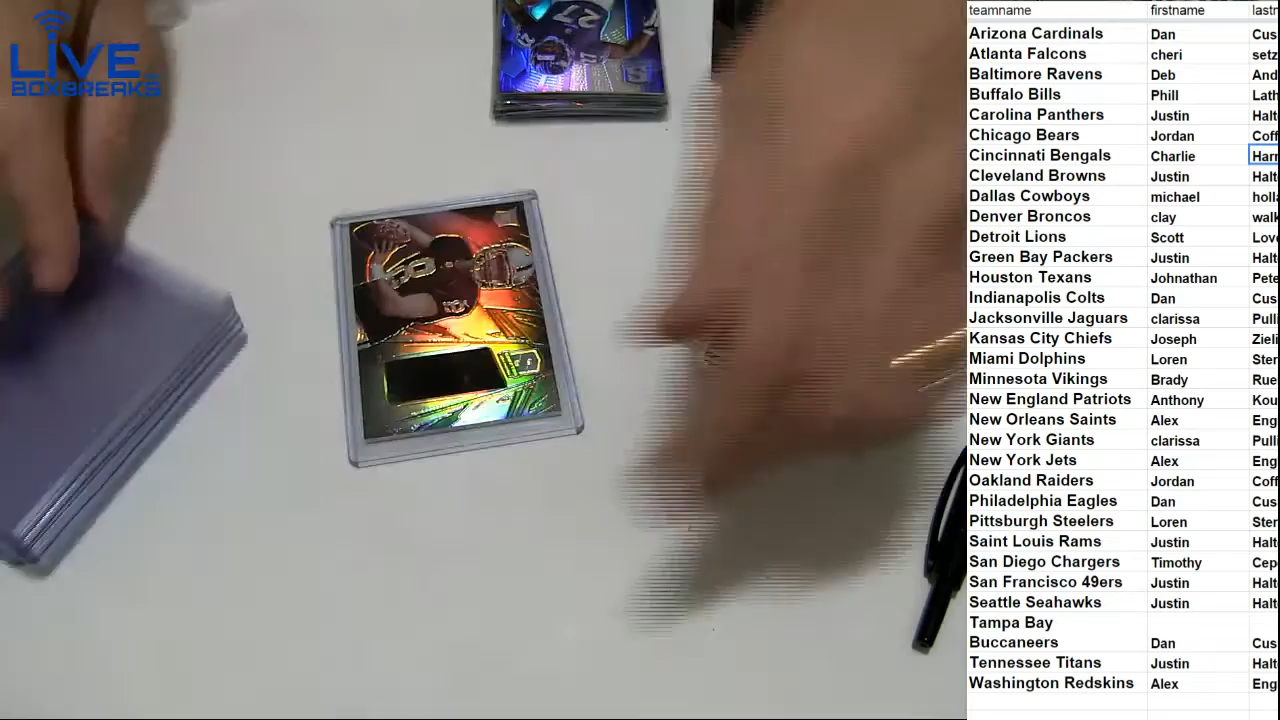 LIVE
BOXBREAKS
teamname firstname lastn
Arizona Cardinals Dan Cus
Atlanta Falcons cheri setz
Baltimore Ravens Deb And
Buffalo Bills Phill Lath
Carolina Panthers Justin Halt
Chicago Bears Jordan Coff
Cincinnati Bengals Charlie Harr
Cleveland Browns Justin Halt
Dallas Cowboys michael holl
Denver Broncos clay walk
Detroit Lions Scott Love
Green Bay Packers Justin Halt
Houston Texans Johnathan Pete
Indianapolis Colts Dan Cus
Jacksonville Jaguars clarissa Pull
Kansas City Chiefs Joseph Zieli
Miami Dolphins Loren Ster
Minnesota Vikings Brady Rue
New England Patriots Anthony Kou
New Orleans Saints Alex Eng
New York Giants clarissa Pull
New York Jets Alex Eng
Oakland Raiders Jordan Coff
Philadelphia Eagles Dan Cus
Pittsburgh Steelers Loren Ster
Saint Louis Rams Justin Halt
San Diego Chargers Timothy Cep
San Francisco 49ers Justin Halt
Seattle Seahawks Justin Halt
Tampa Bay
Buccaneers Dan Cus
Tennessee Titans Justin Halt
Washington Redskins Alex Eng
27